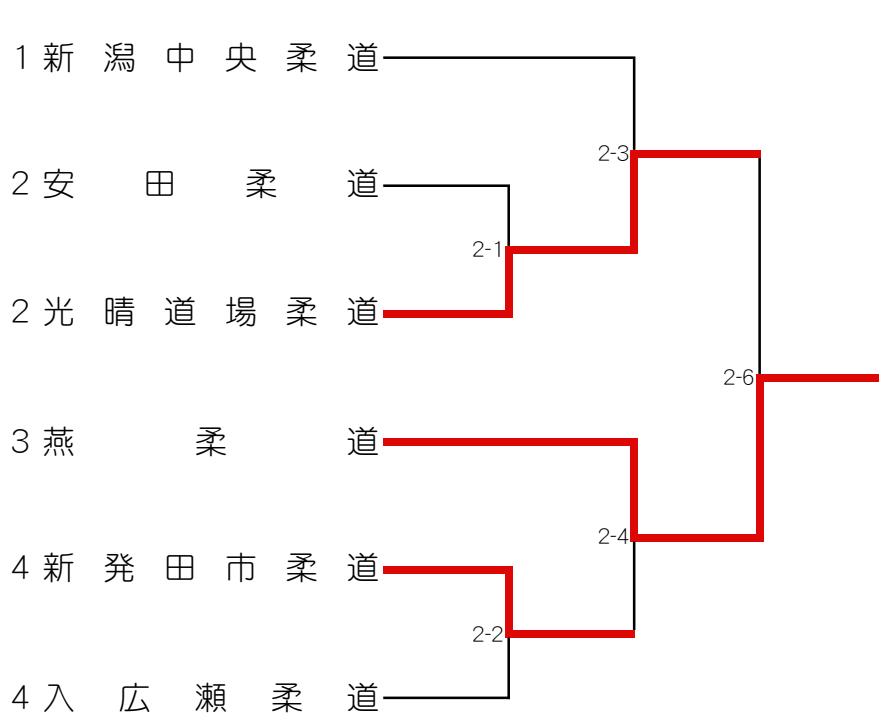 1 新潟中央柔道
2-3
2 安田柔道
2-1
2 光晴道場柔道
2-6
3 燕柔道
2-4
4 新発田市柔道
2-2
4 入広瀬柔道